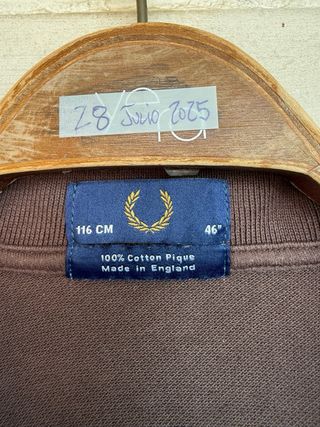 28 Julio 2025
116 CM
46"
100% Cotton Pique
Made in England